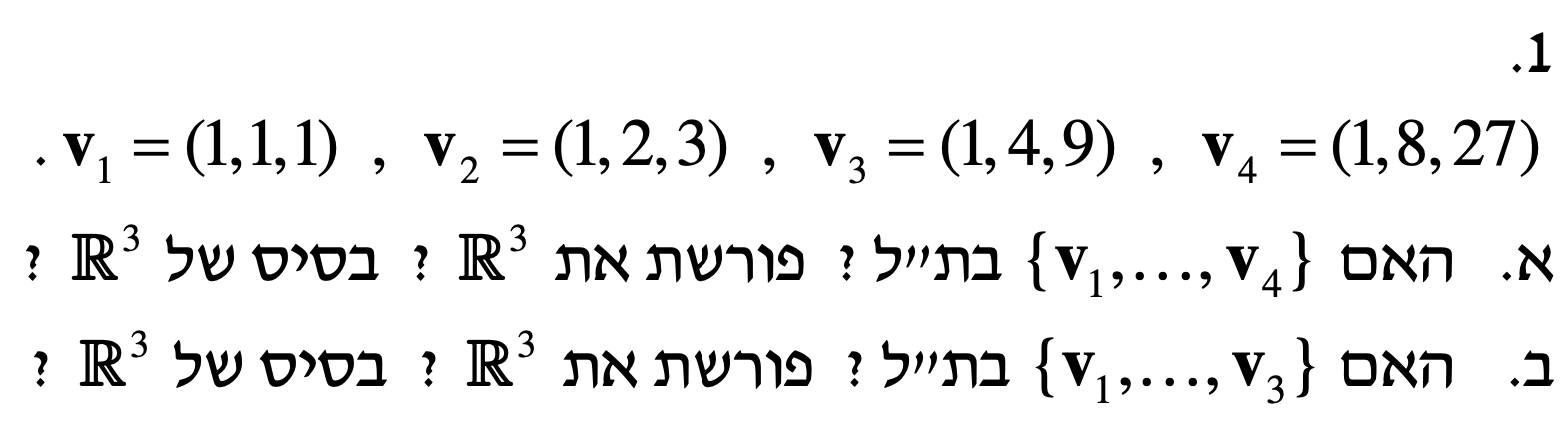 1.
v₁ = (1,1,1) , v₂ = (1,2,3) , v₃ = (1,4,9) , v₄ = (1,8,27) .
א. האם {v₁,…,v₄} בת״ל ? פורשת את ℝ³ ? בסיס של ℝ³ ?
ב. האם {v₁,…,v₃} בת״ל ? פורשת את ℝ³ ? בסיס של ℝ³ ?